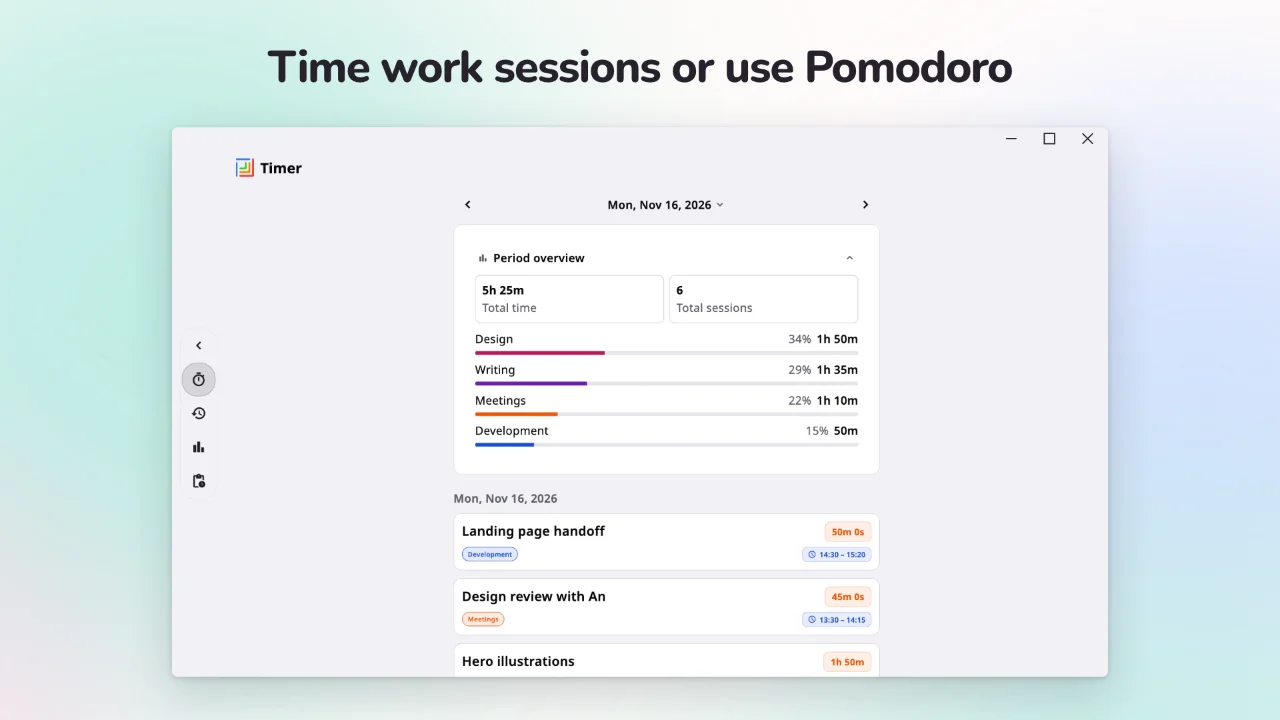 Time work sessions or use Pomodoro
Timer
Mon, Nov 16, 2026
Period overview
5h 25m
Total time
6
Total sessions
Design 34% 1h 50m
Writing 29% 1h 35m
Meetings 22% 1h 10m
Development 15% 50m
Mon, Nov 16, 2026
Landing page handoff 50m 0s
Development 14:30 – 15:20
Design review with An 45m 0s
Meetings 13:30 – 14:15
Hero illustrations 1h 50m